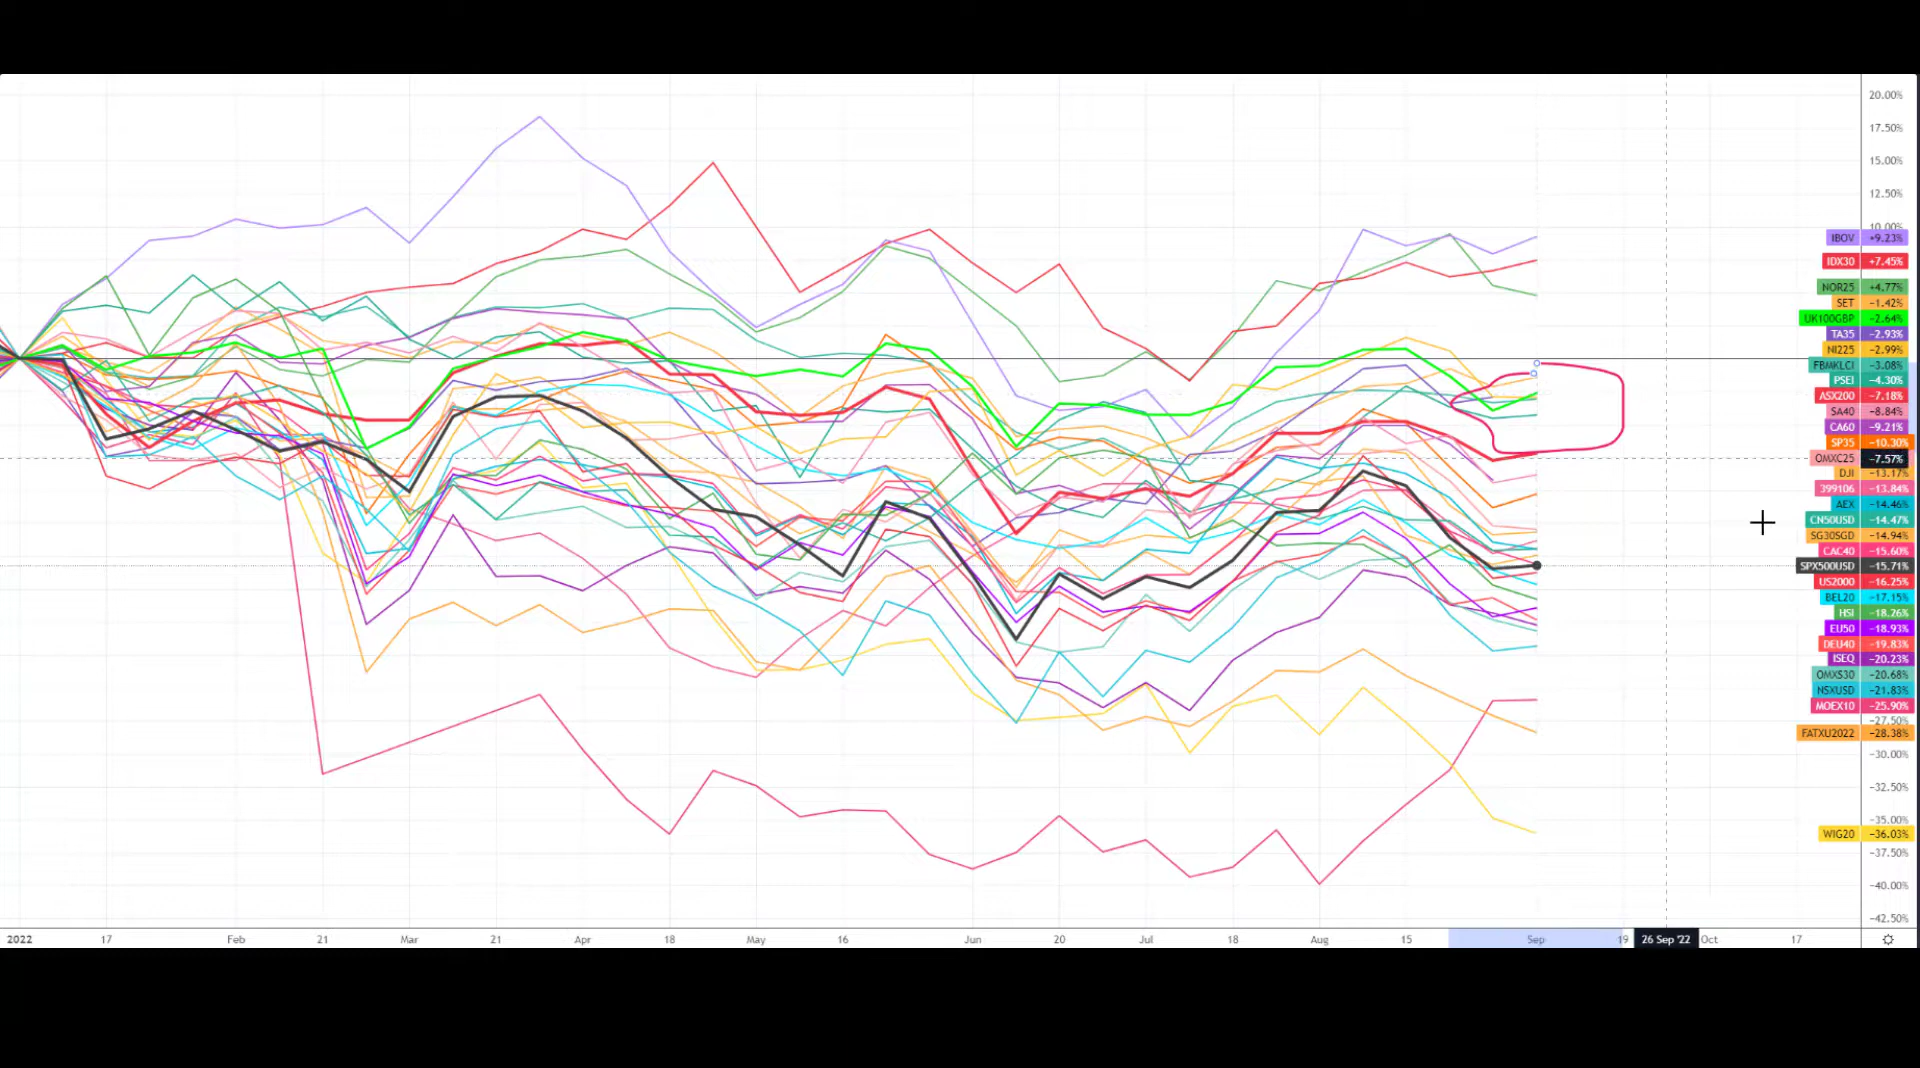 20.00%
17.50%
15.00%
12.50%
10.00%
IBOV +9.23%
IDX30 +7.45%
NOR25 +4.77%
SET −1.42%
UK100GBP −2.64%
TA35 −2.93%
NI225 −2.99%
FBMKLCI −3.08%
PSEI −4.30%
ASX200 −7.18%
SA40 −8.84%
CA60 −9.21%
SP35 −10.30%
OMXC25 −7.57%
DJI −13.17%
399106 −13.84%
AEX −14.46%
CN50USD −14.47%
SG30SGD −14.94%
CAC40 −15.60%
SPX500USD −15.71%
US2000 −16.25%
BEL20 −17.15%
HSI −18.26%
EU50 −18.93%
DEU40 −19.83%
ISEQ −20.23%
OMXS30 −20.68%
NSXUSD −21.83%
MOEX10 −25.90%
−27.50%
FATXU2022 −28.38%
−30.00%
−32.50%
−35.00%
WIG20 −36.03%
−37.50%
−40.00%
−42.50%
2022 17 Feb 21 Mar 21 Apr 18 May 16 Jun 20 Jul 18 Aug 15 Sep 19 26 Sep '22 Oct 17